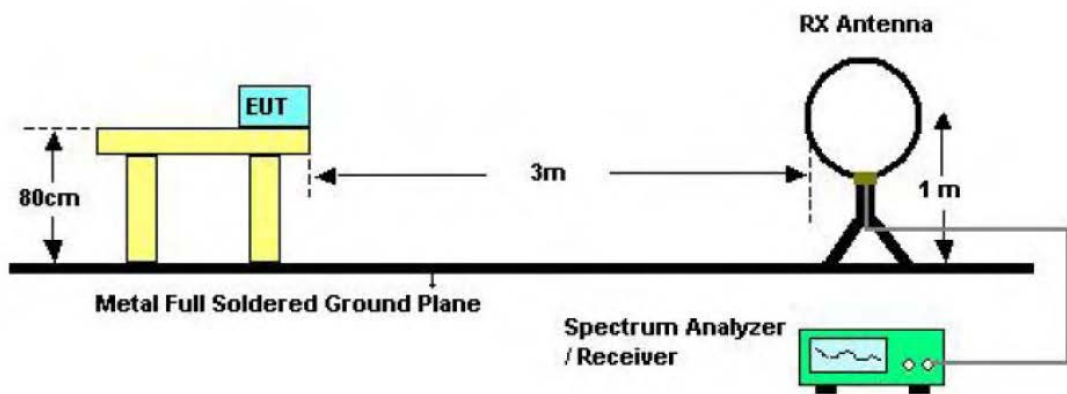 RX Antenna
EUT
80cm
3m
1 m
Metal Full Soldered Ground Plane
Spectrum Analyzer
/ Receiver